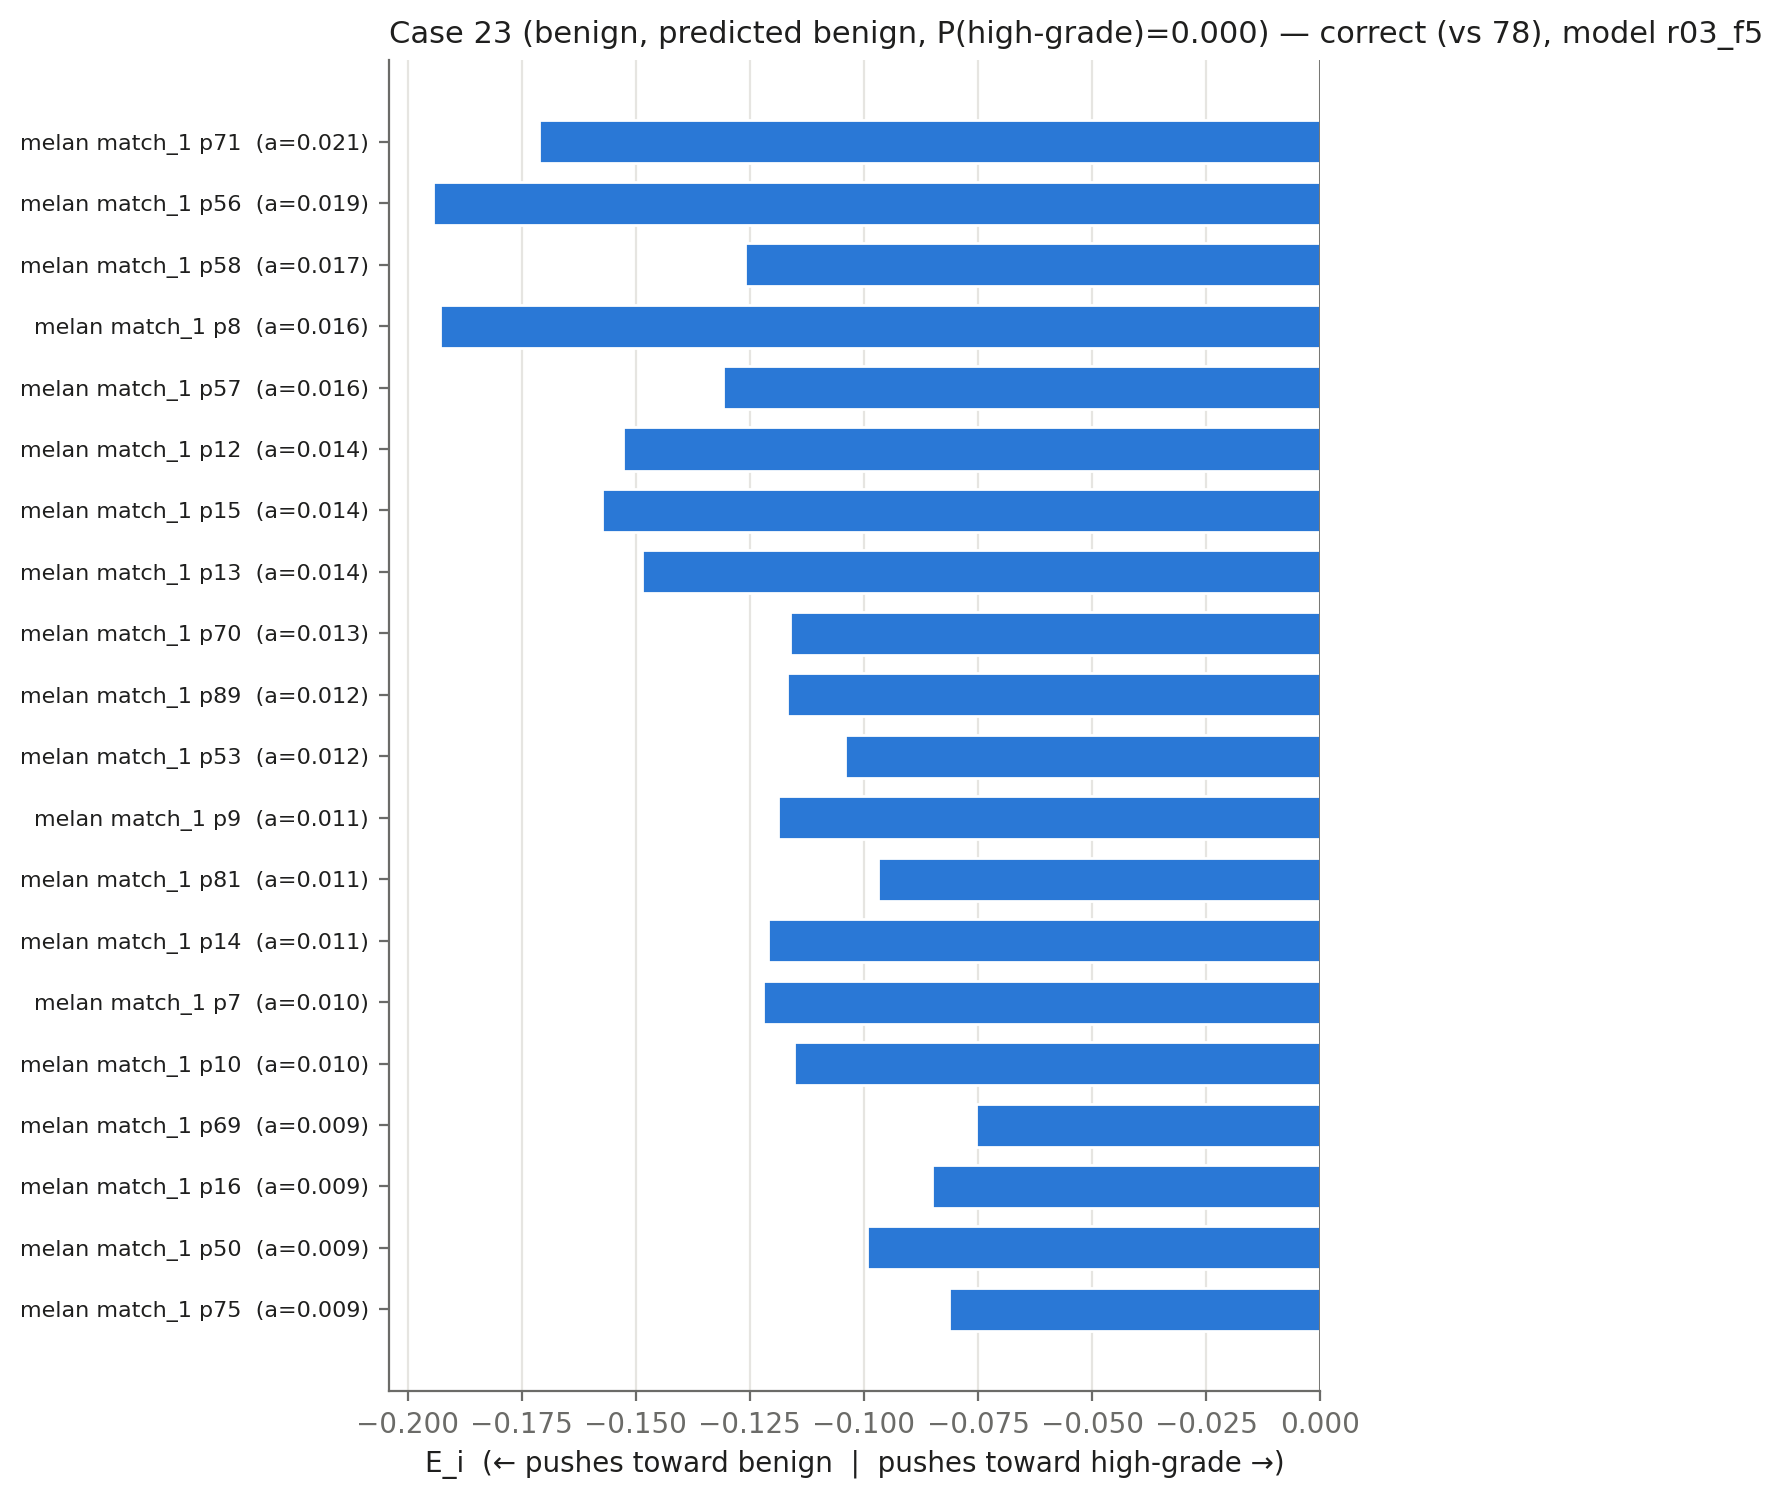 Case 23 (benign, predicted benign, P(high-grade)=0.000) — correct (vs 78), model r03_f5
melan match_1 p71 (a=0.021)
melan match_1 p56 (a=0.019)
melan match_1 p58 (a=0.017)
melan match_1 p8 (a=0.016)
melan match_1 p57 (a=0.016)
melan match_1 p12 (a=0.014)
melan match_1 p15 (a=0.014)
melan match_1 p13 (a=0.014)
melan match_1 p70 (a=0.013)
melan match_1 p89 (a=0.012)
melan match_1 p53 (a=0.012)
melan match_1 p9 (a=0.011)
melan match_1 p81 (a=0.011)
melan match_1 p14 (a=0.011)
melan match_1 p7 (a=0.010)
melan match_1 p10 (a=0.010)
melan match_1 p69 (a=0.009)
melan match_1 p16 (a=0.009)
melan match_1 p50 (a=0.009)
melan match_1 p75 (a=0.009)
−0.200 −0.175 −0.150 −0.125 −0.100 −0.075 −0.050 −0.025 0.000
E_i (← pushes toward benign | pushes toward high-grade →)